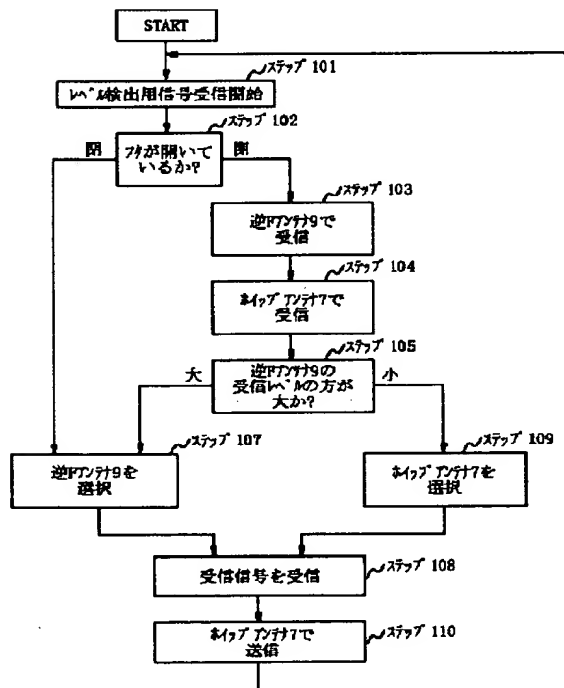 START
ステップ 101
レベル検出用信号受信開始
ステップ 102
閉
フタが開いて
いるか?
開
ステップ 103
逆Fアンテナ9で
受信
ステップ 104
ホイップアンテナ7で
受信
ステップ 105
大
逆Fアンテナ9の
受信レベルの方が
大か?
小
ステップ 107
逆Fアンテナ9を
選択
ステップ 109
ホイップアンテナ7を
選択
受信信号を受信
ステップ 108
ホイップアンテナ7で
送信
ステップ 110